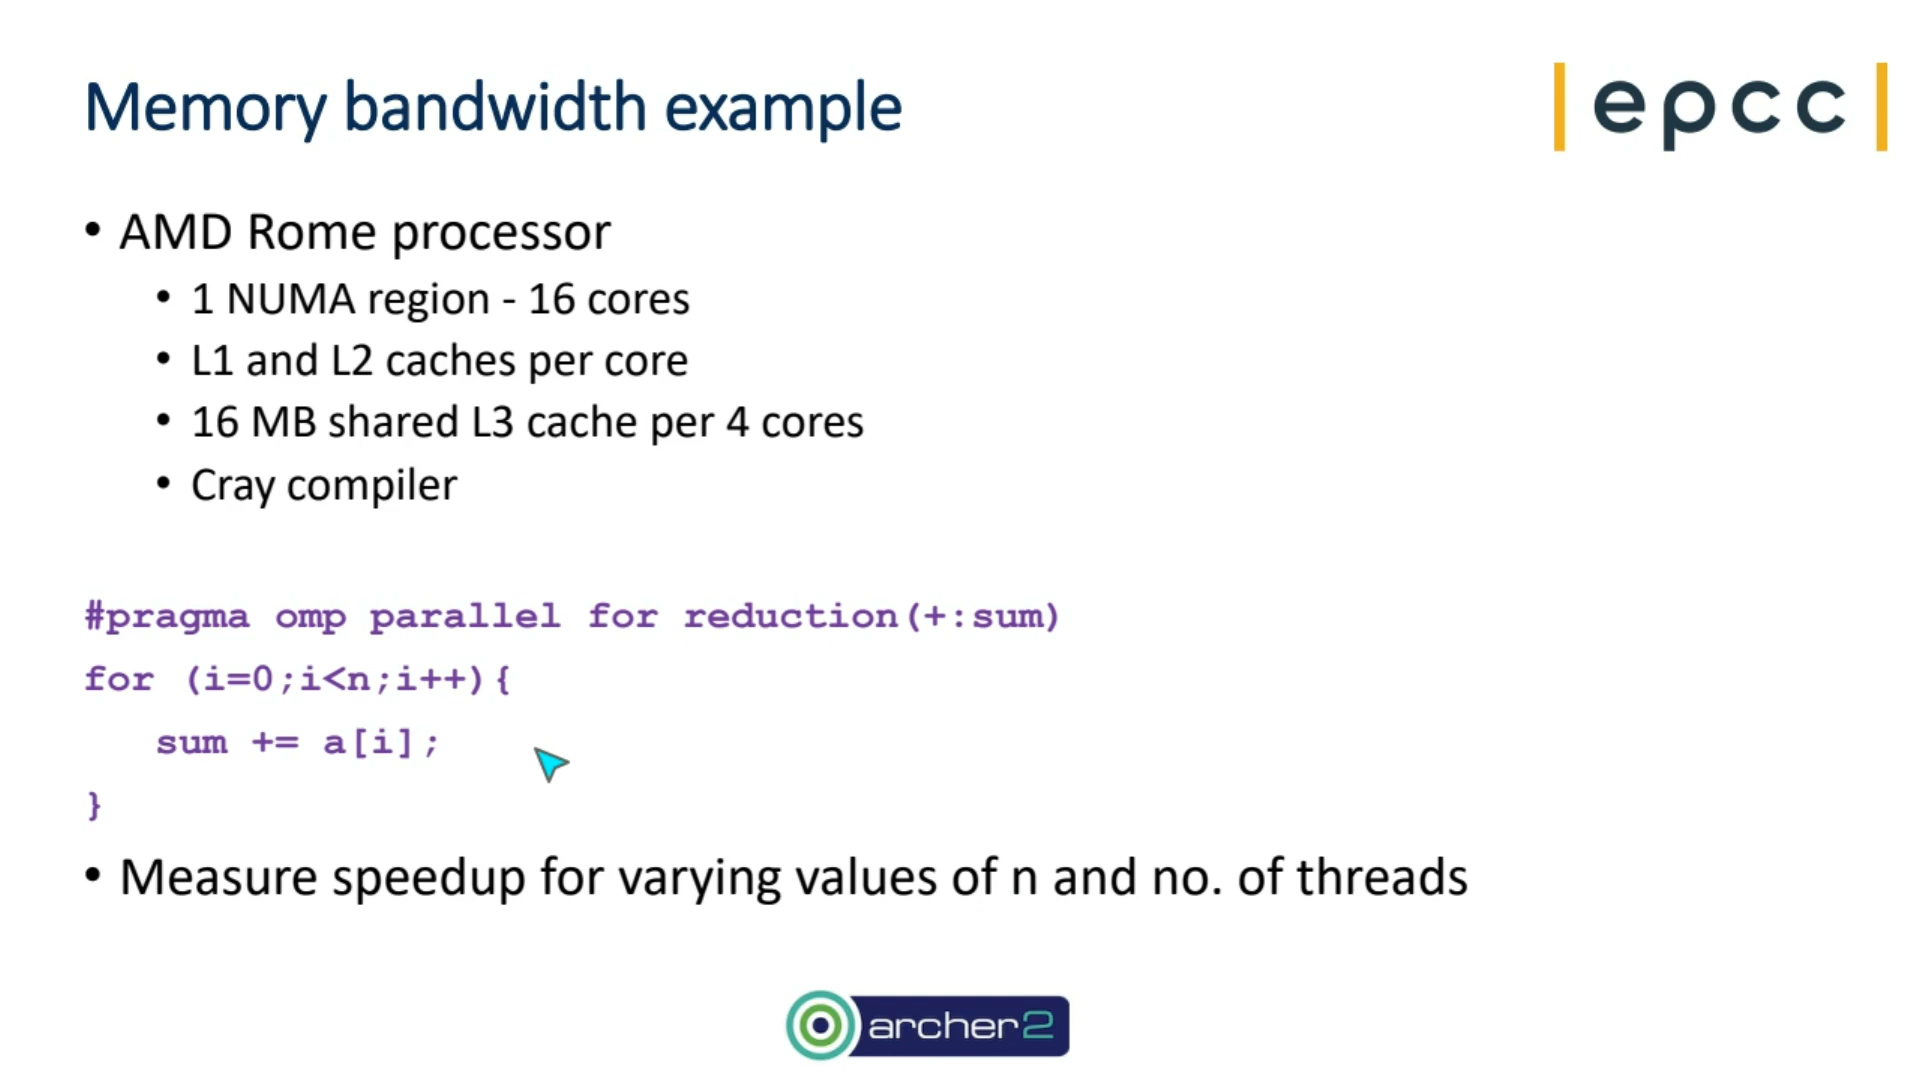 Memory bandwidth example
|epcc|
• AMD Rome processor
• 1 NUMA region - 16 cores
• L1 and L2 caches per core
• 16 MB shared L3 cache per 4 cores
• Cray compiler
#pragma omp parallel for reduction(+:sum)
for (i=0;i<n;i++){
sum += a[i];
}
• Measure speedup for varying values of n and no. of threads
archer2